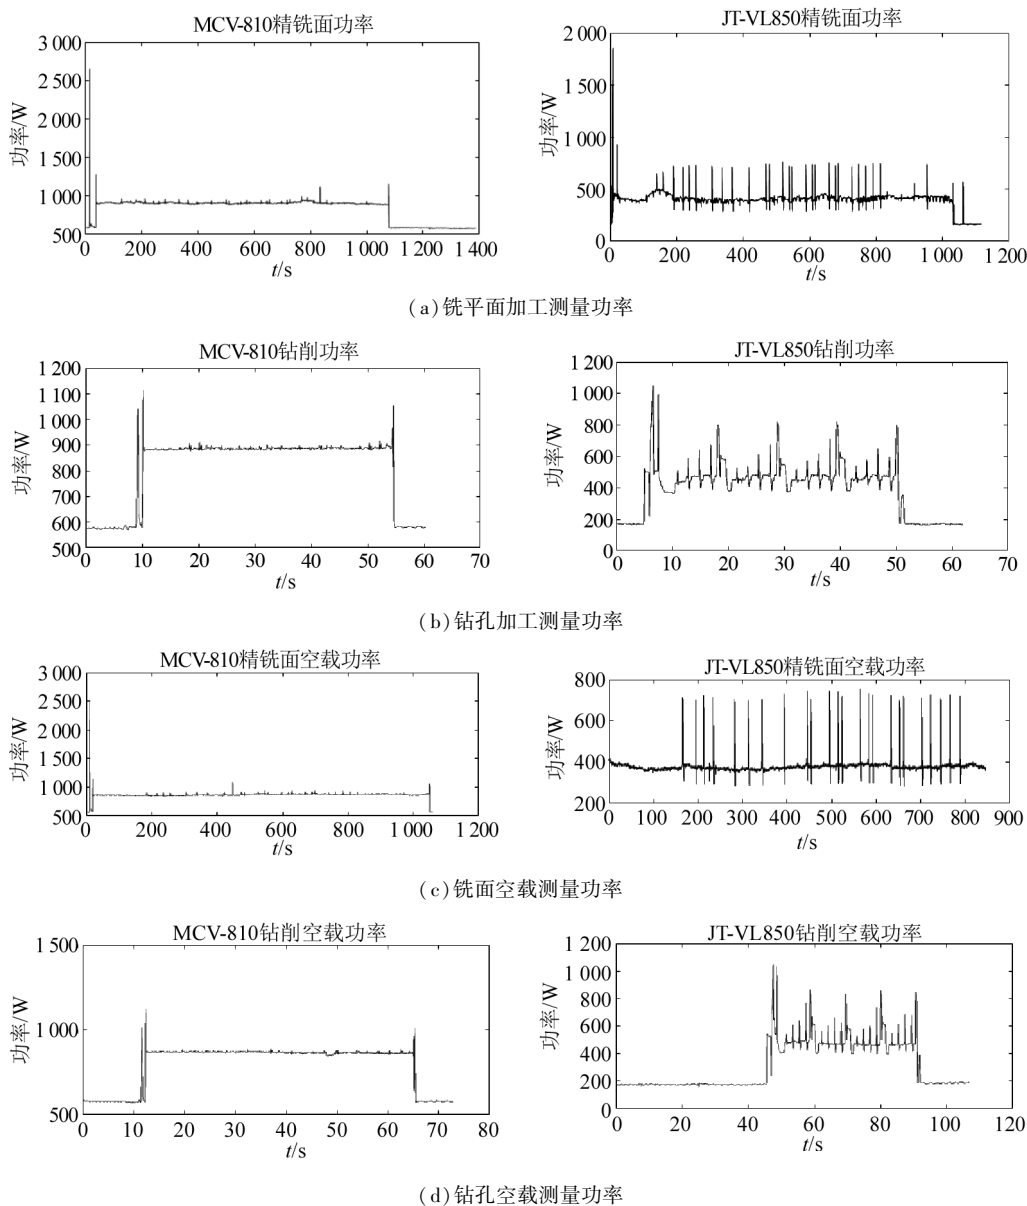 MCV-810精铣面功率
JT-VL850精铣面功率
功率/W
3 000
2 500
2 000
1 500
1 000
500
0 200 400 600 800 1 000 1 200 1 400
t/s
功率/W
2 000
1 500
1 000
500
0
0 200 400 600 800 1 000 1 200
t/s
(a)铣平面加工测量功率
MCV-810钻削功率
JT-VL850钻削功率
功率/W
1 200
1 100
1 000
900
800
700
600
500
0 10 20 30 40 50 60 70
t/s
功率/W
1 200
1 000
800
600
400
200
0
0 10 20 30 40 50 60 70
t/s
(b)钻孔加工测量功率
MCV-810精铣面空载功率
JT-VL850精铣面空载功率
功率/W
3 000
2 500
2 000
1 500
1 000
500
0 200 400 600 800 1 000 1 200
t/s
功率/W
800
600
400
200
0 100 200 300 400 500 600 700 800 900
t/s
(c)铣面空载测量功率
MCV-810钻削空载功率
JT-VL850钻削空载功率
功率/W
1 500
1 000
500
0 10 20 30 40 50 60 70 80
t/s
功率/W
1 200
1 000
800
600
400
200
0
0 20 40 60 80 100 120
t/s
(d)钻孔空载测量功率